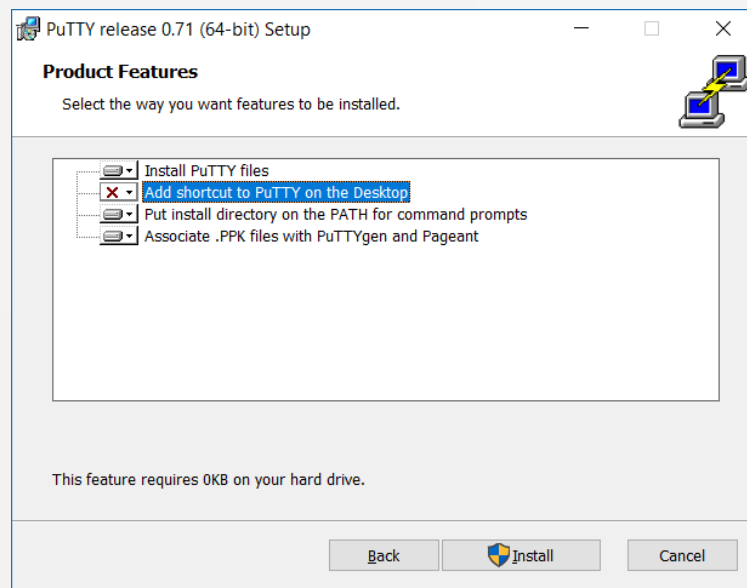 PuTTY release 0.71 (64-bit) Setup
Product Features
Select the way you want features to be installed.
Install PuTTY files
Add shortcut to PuTTY on the Desktop
Put install directory on the PATH for command prompts
Associate .PPK files with PuTTYgen and Pageant
This feature requires 0KB on your hard drive.
Back Install Cancel